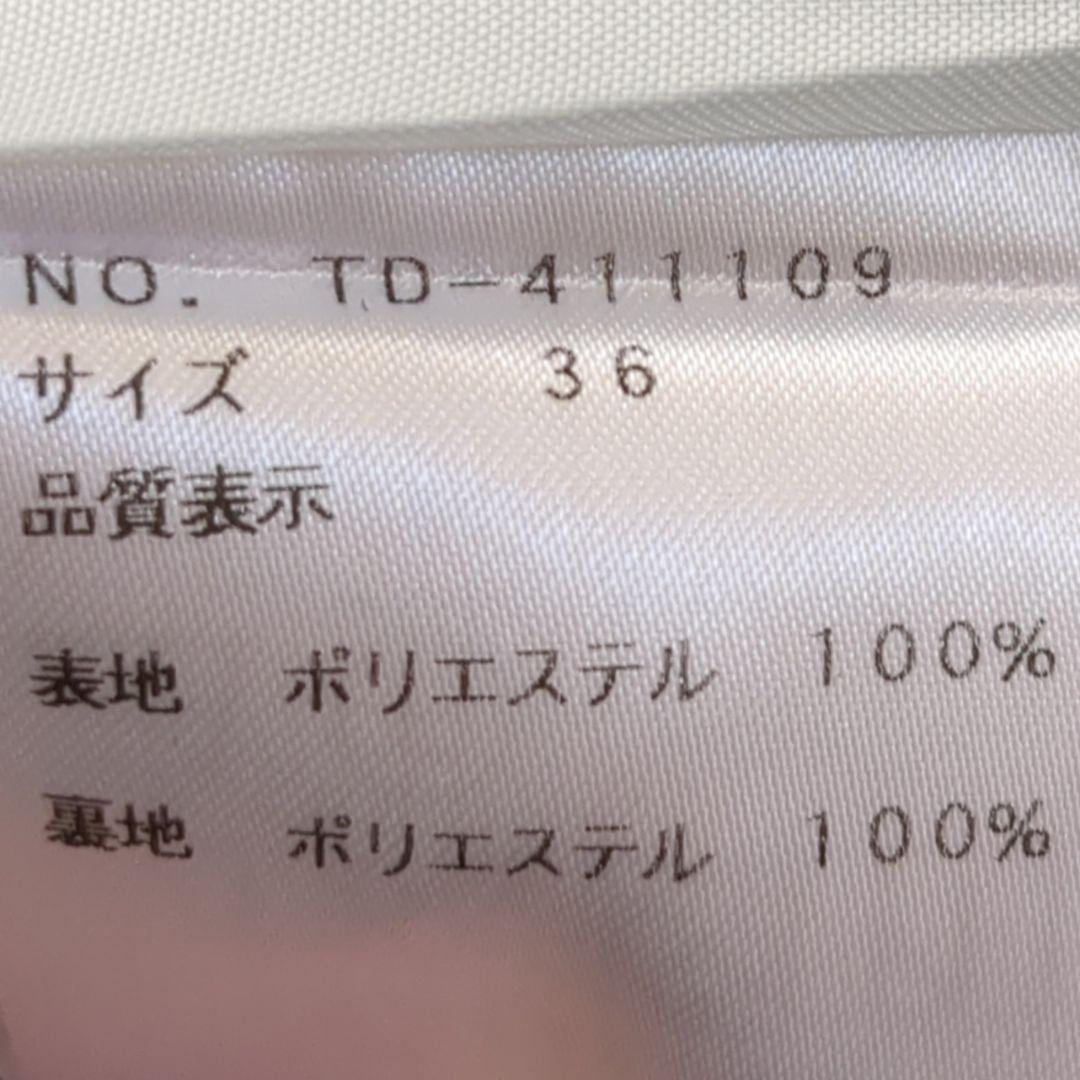 NO. TD-411109
サイズ 36
品質表示
表地 ポリエステル 100%
裏地 ポリエステル 100%